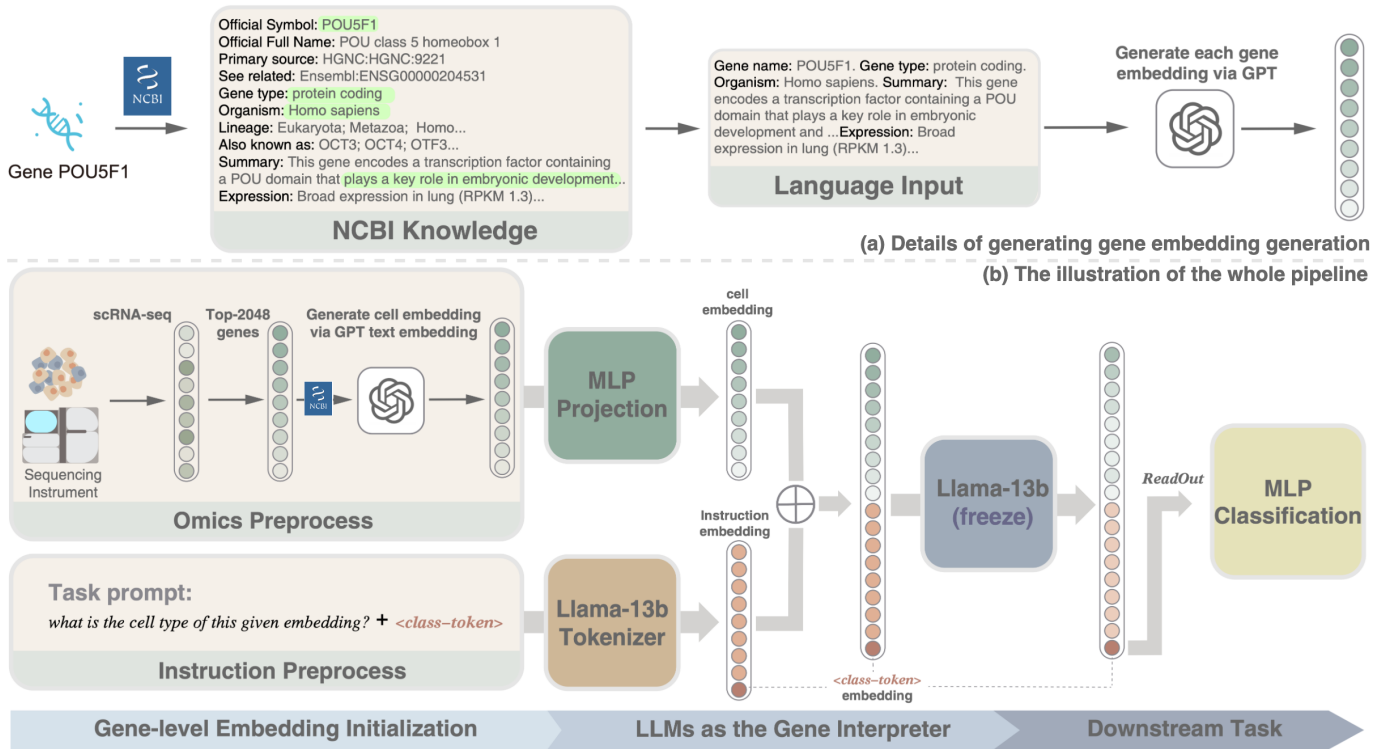 Gene POU5F1
NCBI
Official Symbol: POU5F1
Official Full Name: POU class 5 homeobox 1
Primary source: HGNC:HGNC:9221
See related: Ensembl:ENSG00000204531
Gene type: protein coding
Organism: Homo sapiens
Lineage: Eukaryota; Metazoa; Homo...
Also known as: OCT3; OCT4; OTF3...
Summary: This gene encodes a transcription factor containing
a POU domain that plays a key role in embryonic development...
Expression: Broad expression in lung (RPKM 1.3)...
NCBI Knowledge
Gene name: POU5F1. Gene type: protein coding.
Organism: Homo sapiens. Summary: This gene
encodes a transcription factor containing a POU
domain that plays a key role in embryonic
development and ...Expression: Broad
expression in lung (RPKM 1.3)...
Language Input
Generate each gene
embedding via GPT
(a) Details of generating gene embedding generation
(b) The illustration of the whole pipeline
scRNA-seq
Top-2048
genes
Generate cell embedding
via GPT text embedding
NCBI
Sequencing
Instrument
Omics Preprocess
MLP
Projection
cell
embedding
Instruction
embedding
Task prompt:
what is the cell type of this given embedding? + <class-token>
Instruction Preprocess
Llama-13b
Tokenizer
<class-token>
embedding
Llama-13b
(freeze)
ReadOut
MLP
Classification
Gene-level Embedding Initialization
LLMs as the Gene Interpreter
Downstream Task